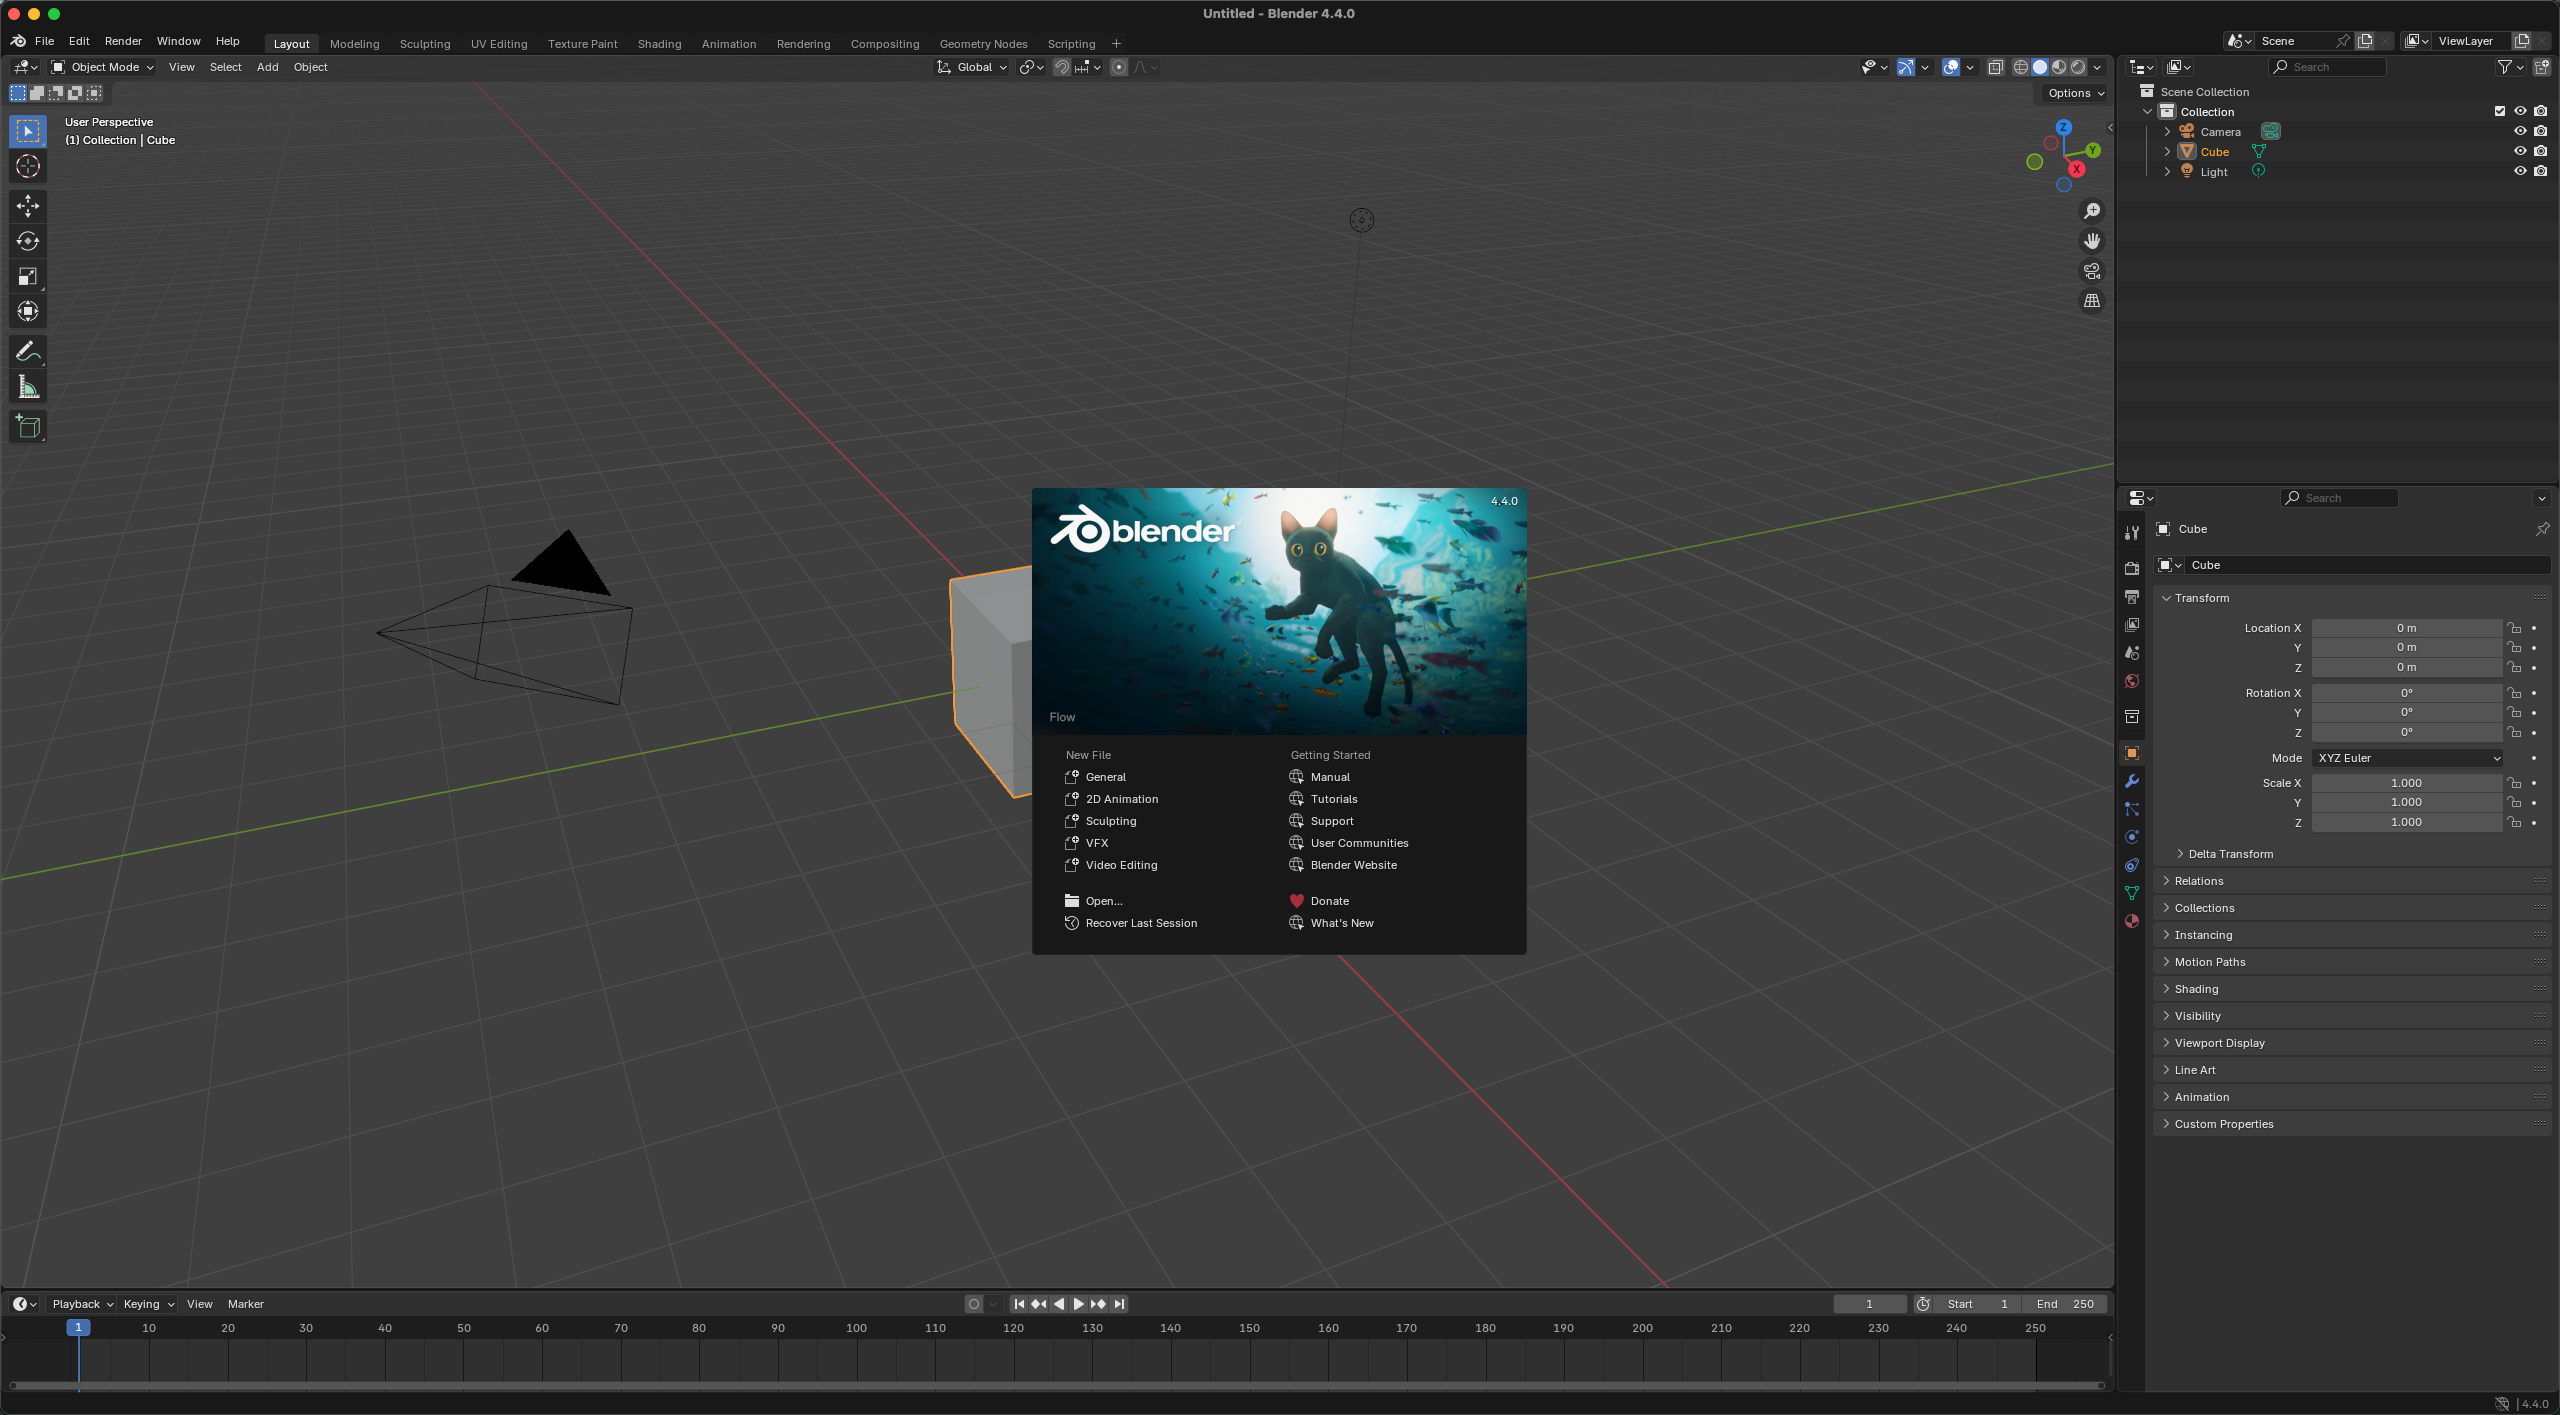 Untitled - Blender 4.4.0
File Edit Render Window Help Layout Modeling Sculpting UV Editing Texture Paint Shading Animation Rendering Compositing Geometry Nodes Scripting + Scene ViewLayer
Object Mode View Select Add Object Global Search
Options
User Perspective
(1) Collection | Cube
Z
Y
X
Scene Collection
Collection
Camera
Cube
Light
4.4.0
blender
Flow
New File
General
2D Animation
Sculpting
VFX
Video Editing
Open...
Recover Last Session
Getting Started
Manual
Tutorials
Support
User Communities
Blender Website
Donate
What's New
Search
Cube
Cube
Transform
Location X 0 m
Y 0 m
Z 0 m
Rotation X 0°
Y 0°
Z 0°
Mode XYZ Euler
Scale X 1.000
Y 1.000
Z 1.000
Delta Transform
Relations
Collections
Instancing
Motion Paths
Shading
Visibility
Viewport Display
Line Art
Animation
Custom Properties
Playback Keying View Marker 1 Start 1 End 250
1 10 20 30 40 50 60 70 80 90 100 110 120 130 140 150 160 170 180 190 200 210 220 230 240 250
4.4.0